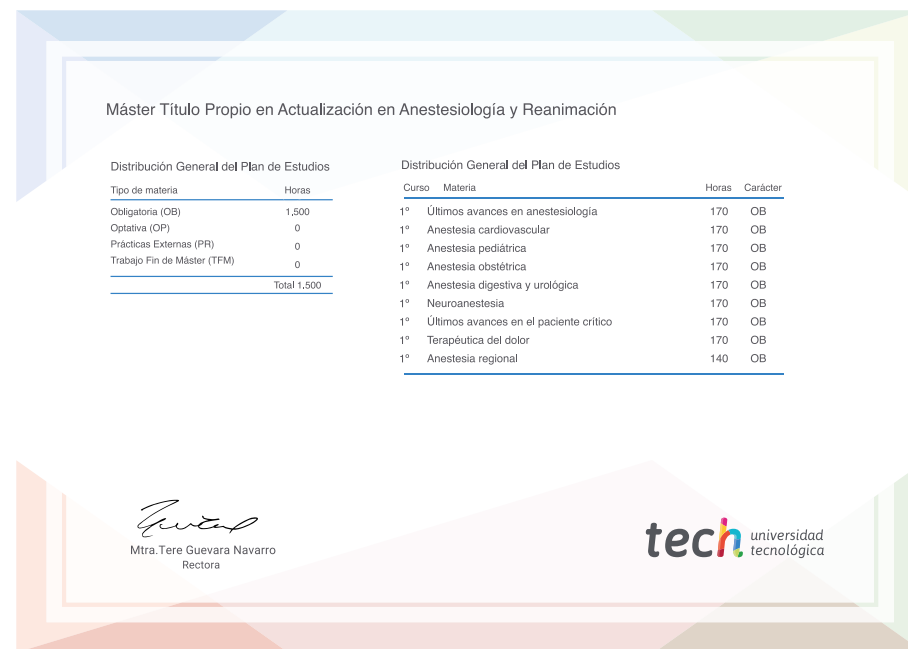 Máster Título Propio en Actualización en Anestesiología y Reanimación
Distribución General del Plan de Estudios
Tipo de materia Horas
Obligatoria (OB) 1,500
Optativa (OP) 0
Prácticas Externas (PR) 0
Trabajo Fin de Máster (TFM) 0
Total 1,500
Distribución General del Plan de Estudios
Curso Materia Horas Carácter
1º Últimos avances en anestesiología 170 OB
1º Anestesia cardiovascular 170 OB
1º Anestesia pediátrica 170 OB
1º Anestesia obstétrica 170 OB
1º Anestesia digestiva y urológica 170 OB
1º Neuroanestesia 170 OB
1º Últimos avances en el paciente crítico 170 OB
1º Terapéutica del dolor 170 OB
1º Anestesia regional 140 OB
Mtra.Tere Guevara Navarro
Rectora
tech universidad
tecnológica